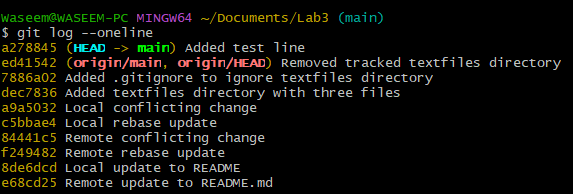 Waseem@WASEEM-PC MINGW64 ~/Documents/Lab3 (main)
$ git log --oneline
a278845 (HEAD -> main) Added test line
ed41542 (origin/main, origin/HEAD) Removed tracked textfiles directory
7886a02 Added .gitignore to ignore textfiles directory
dec7836 Added textfiles directory with three files
a9a5032 Local conflicting change
c5bbae4 Local rebase update
84441c5 Remote conflicting change
f249482 Remote rebase update
8de6dcd Local update to README
e68cd25 Remote update to README.md